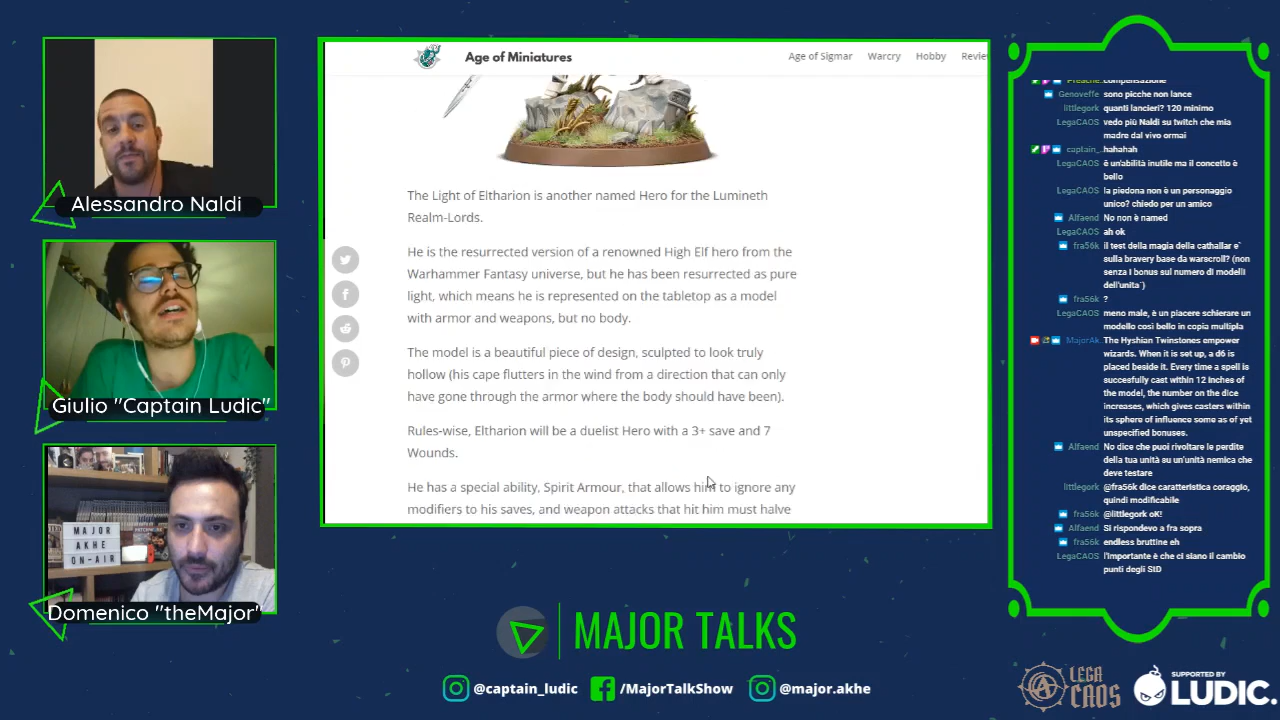 Alessandro Naldi
Giulio "Captain Ludic"
MAJOR
AKHE
ON-AIR
Domenico "theMajor"
Age of Miniatures
Age of Sigmar Warcry Hobby Revie
The Light of Eltharion is another named Hero for the Lumineth
Realm-Lords.
He is the resurrected version of a renowned High Elf hero from the
Warhammer Fantasy universe, but he has been resurrected as pure
light, which means he is represented on the tabletop as a model
with armor and weapons, but no body.
The model is a beautiful piece of design, sculpted to look truly
hollow (his cape flutters in the wind from a direction that can only
have gone through the armor where the body should have been).
Rules-wise, Eltharion will be a duelist Hero with a 3+ save and 7
Wounds.
He has a special ability, Spirit Armour, that allows him to ignore any
modifiers to his saves, and weapon attacks that hit him must halve
MAJOR TALKS
@captain_ludic /MajorTalkShow @major.akhe
compensazione
Genoveffe sono picche non lance
littlegork quanti lancieri? 120 minimo
LegaCAOS vedo più Naldi su twitch che mia
madre dal vivo ormai
captain_.. hahahah
LegaCAOS è un'abilità inutile ma il concetto è
bello
LegaCAOS la piedona non è un personaggio
unico? chiedo per un amico
Alfaend No non è named
LegaCAOS ah ok
fra56k il test della magia della cathallar e`
sulla bravery base da warscroll? (non
senza I bonus sul numero di modelli
dell'unita`)
fra56k ?
LegaCAOS meno male, è un piacere schierare un
modello cosi bello in copia multipla
MajorAk.. The Hyshian Twinstones empower
wizards. When it is set up, a d6 is
placed beside it. Every time a spell is
succesfully cast within 12 inches of
the model, the number on the dice
increases, which gives casters within
its sphere of influence some as of yet
unspecified bonuses.
Alfaend No dice che puoi rivoltare le perdite
della tua unità su un'unità nemica che
deve testare
littlegork @fra56k dice caratteristica coraggio,
quindi modificabile
fra56k @littlegork oK!
Alfaend Si rispondevo a fra sopra
fra56k endless bruttine eh
LegaCAOS l'importante è che ci siano il cambio
punti degli StD
LEGA
CAOS
SUPPORTED BY
LUDIC.